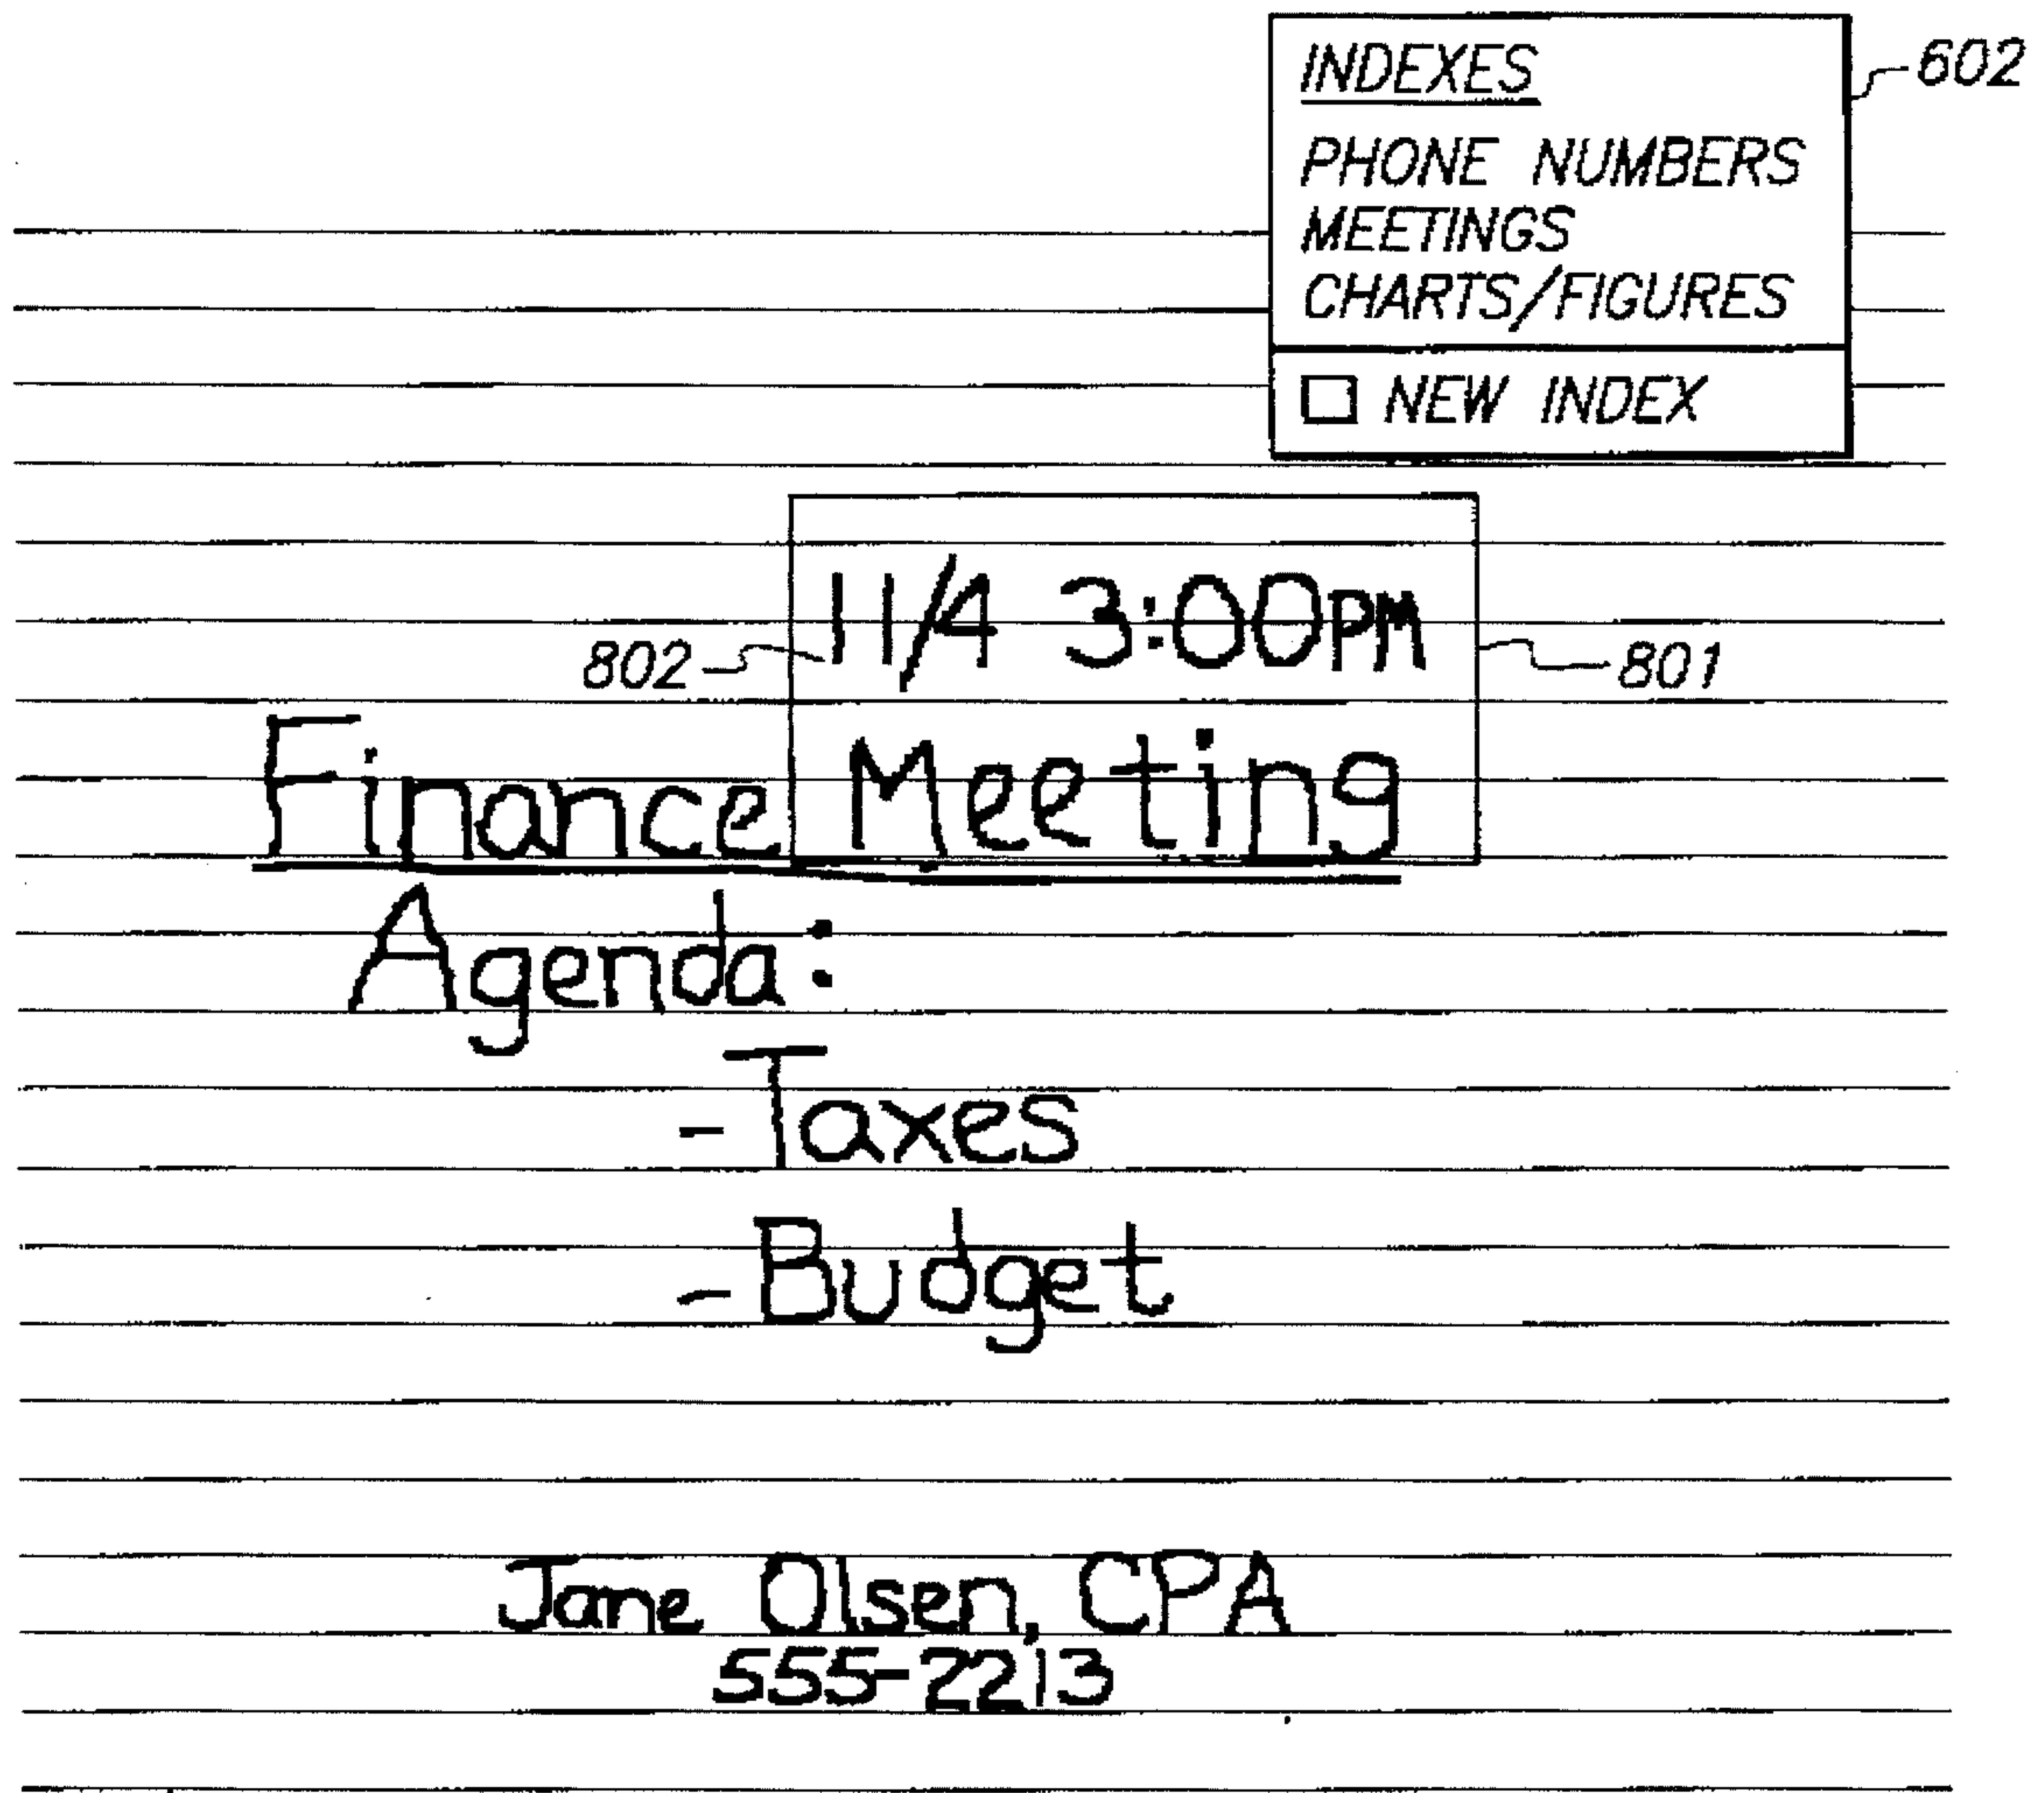 INDEXES
602
PHONE NUMBERS
MEETINGS
CHARTS/FIGURES
NEW INDEX
11/4 3:00PM
802
801
Finance Meeting
Agenda:
-Taxes
-Budget
Jane Olsen, CPA
555-2213